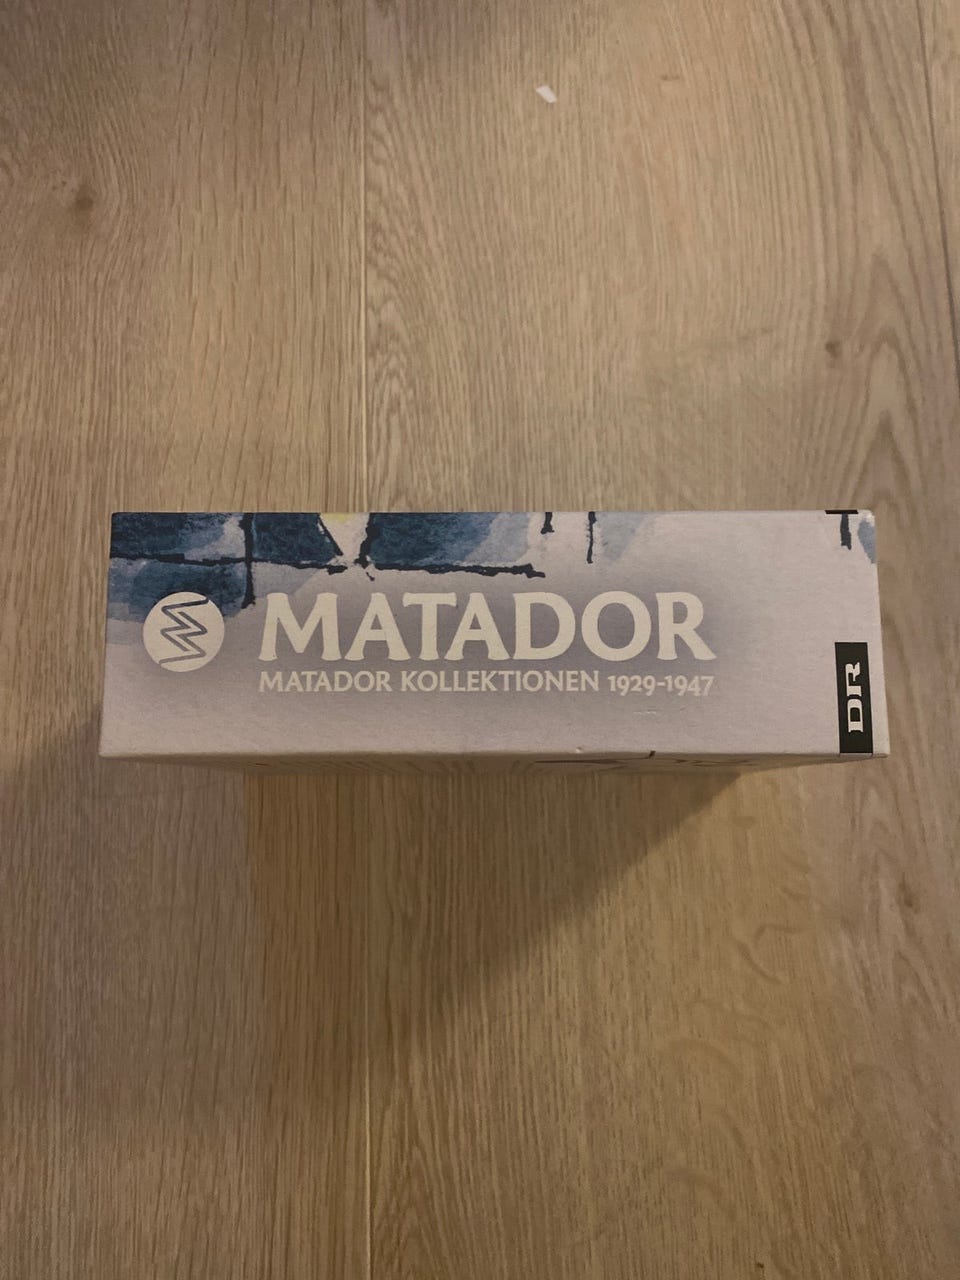 MATADOR
MATADOR KOLLEKTIONEN 1929-1947
DR